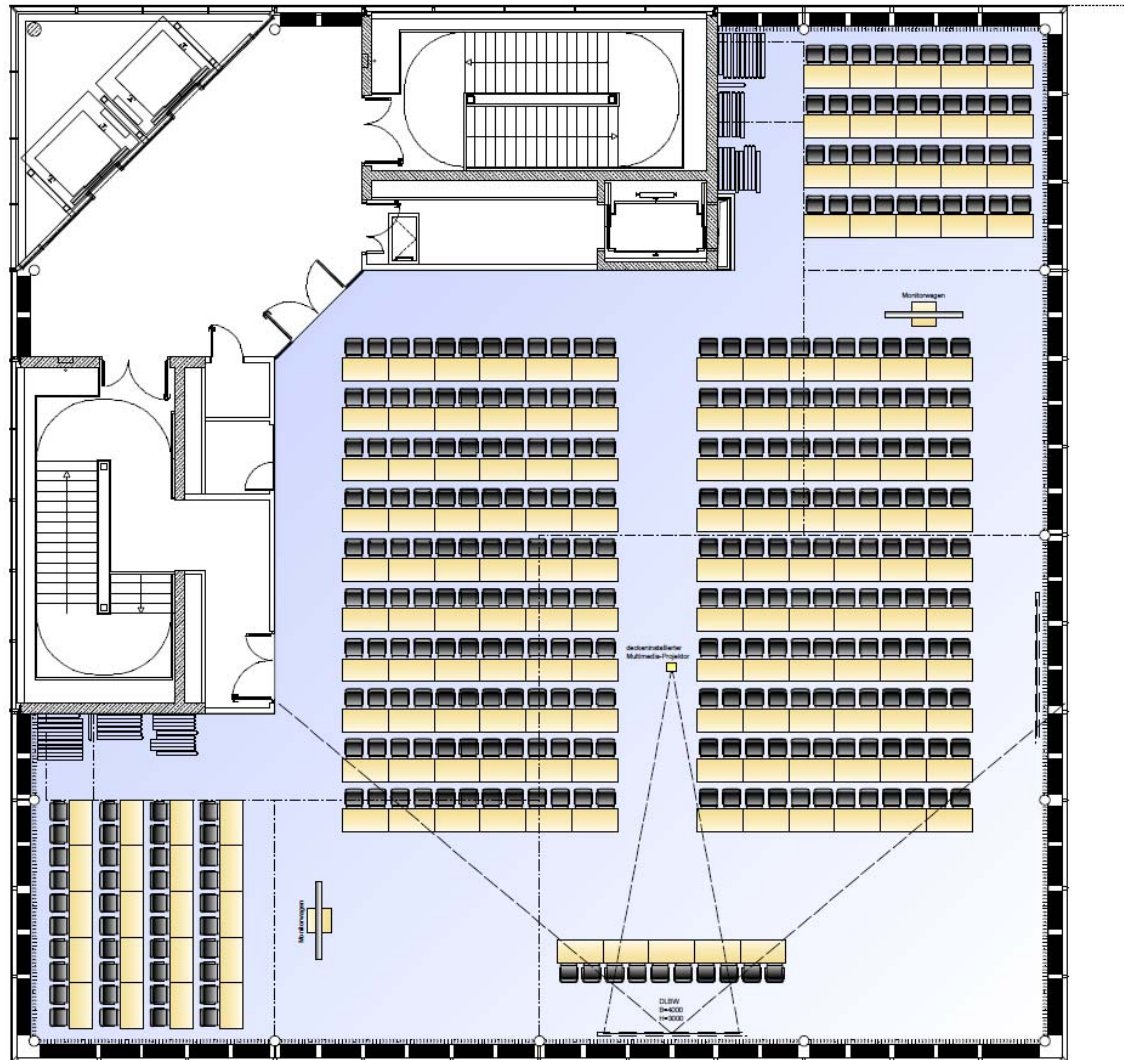 Monitorwagen
deckeninstallierter
Multimedia-Projektor
Monitorwagen
DLBW
B=4000
H=3000